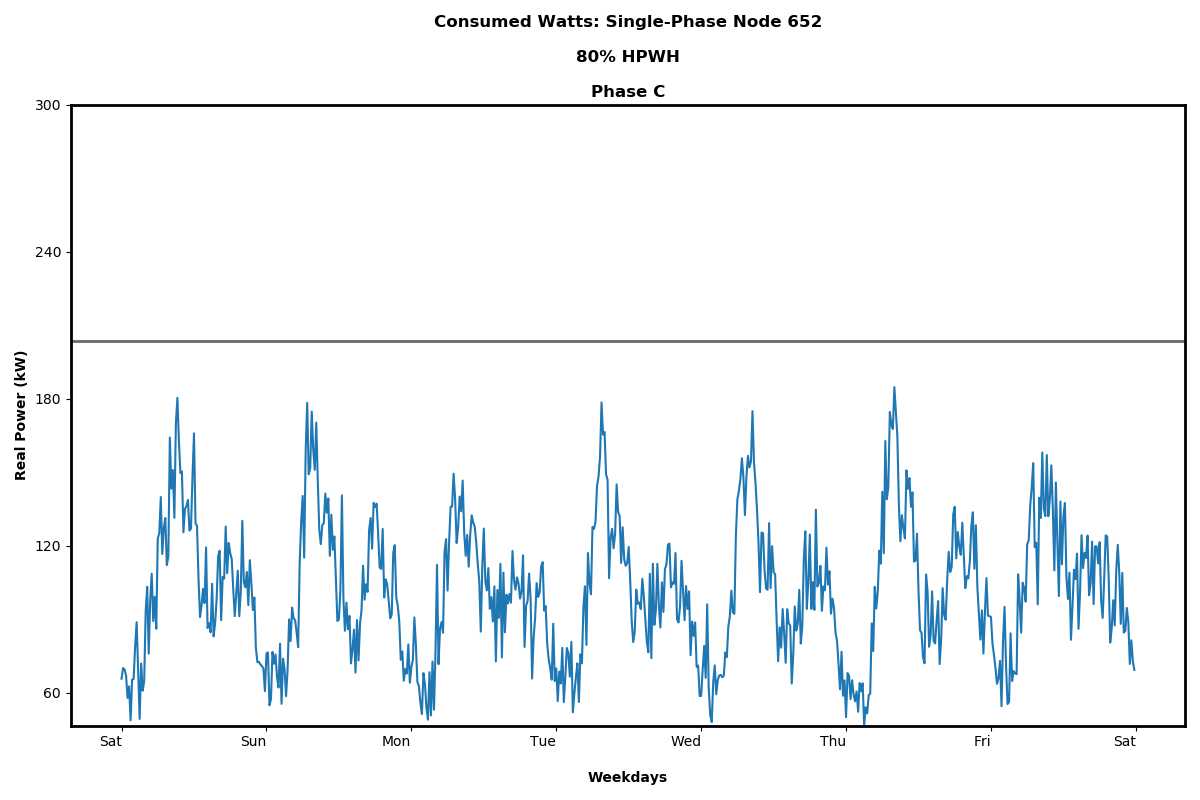 Consumed Watts: Single-Phase Node 652
80% HPWH
Phase C
300
240
180
120
60
Real Power (kW)
Sat Sun Mon Tue Wed Thu Fri Sat
Weekdays